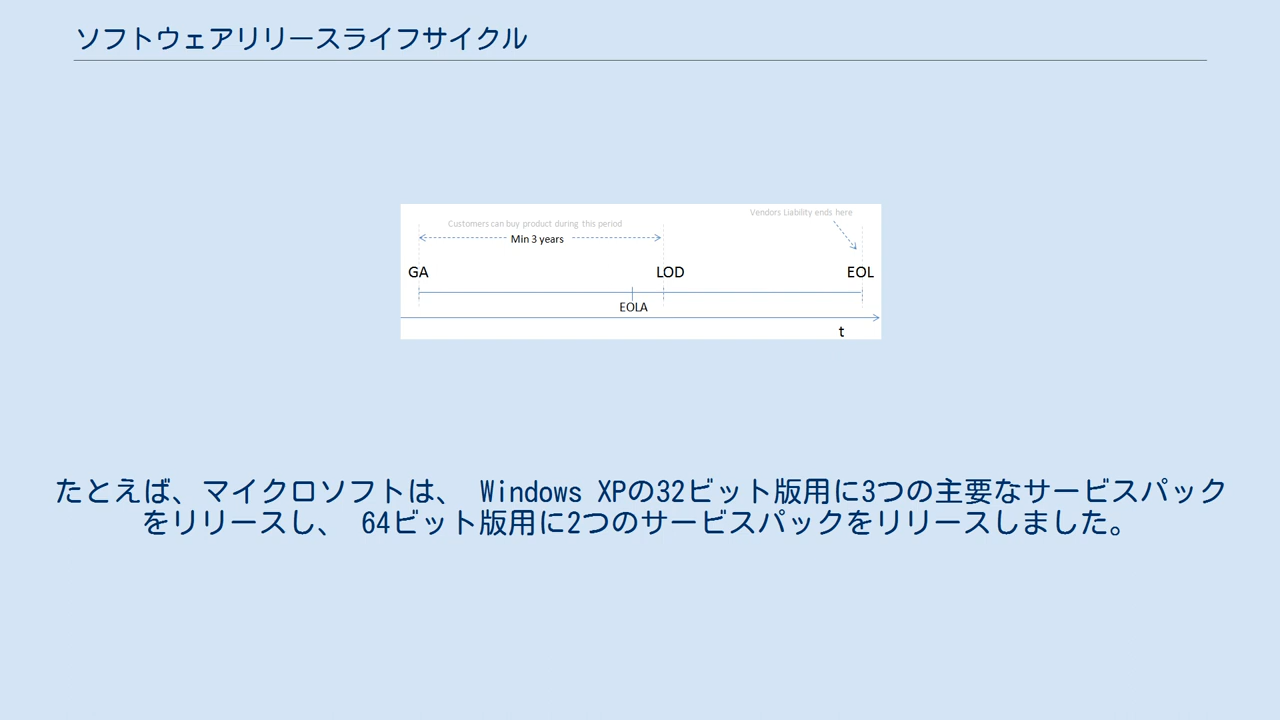 ソフトウェアリリースライフサイクル
Customers can buy product during this period
Vendors Liability ends here
Min 3 years
GA
LOD
EOL
EOLA
t
たとえば、マイクロソフトは、 Windows XPの32ビット版用に3つの主要なサービスパック
をリリースし、 64ビット版用に2つのサービスパックをリリースしました。